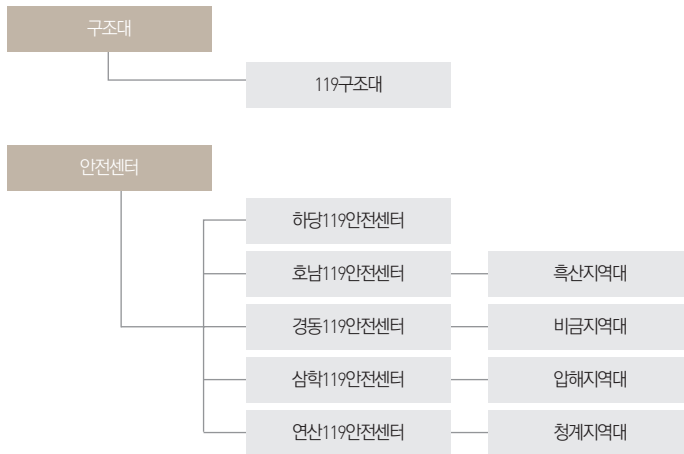 구조대
119구조대
안전센터
하당119안전센터
호남119안전센터
흑산지역대
경동119안전센터
비금지역대
삼학119안전센터
압해지역대
연산119안전센터
청계지역대